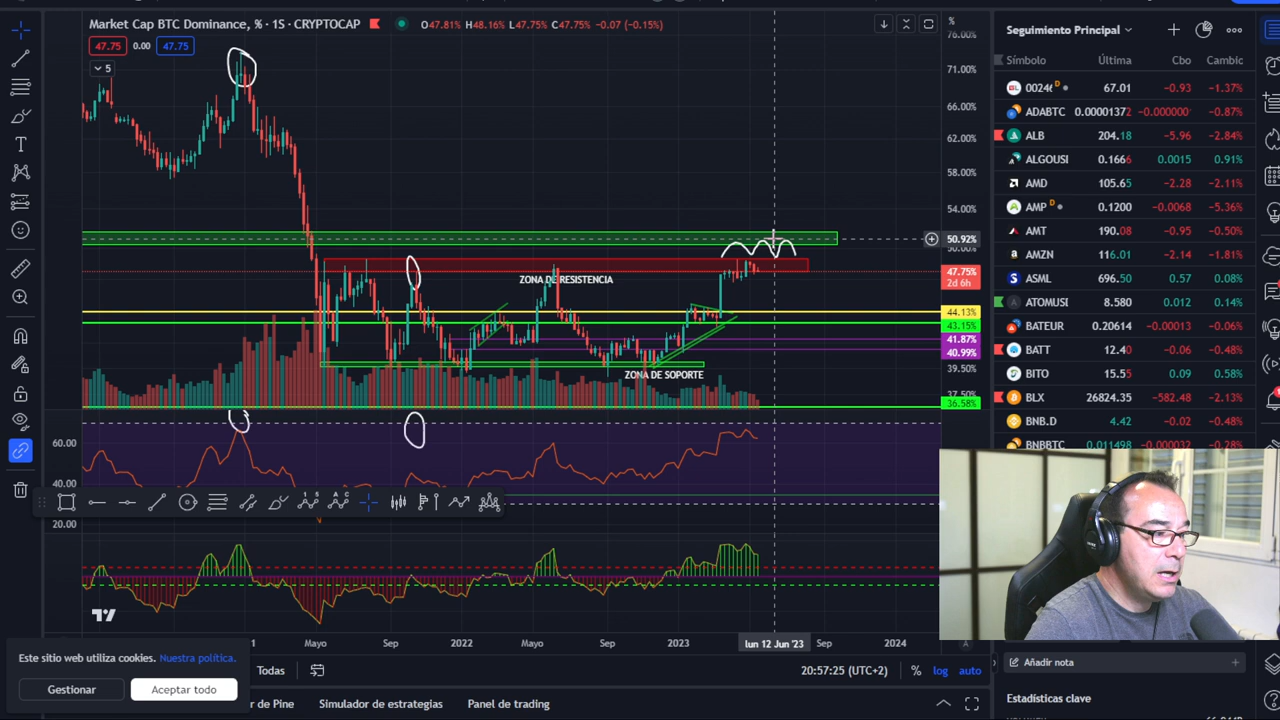 Market Cap BTC Dominance, % · 1S · CRYPTOCAP O47.81% H48.16% L47.75% C47.75% −0.07 (−0.15%)
47.75 0.00 47.75
5
%
76.00%
71.00%
66.00%
62.00%
58.00%
54.00%
50.92%
50.00%
47.75%
2d 6h
44.13%
43.15%
41.87%
40.99%
39.50%
37.50%
36.58%
ZONA DE RESISTENCIA
ZONA DE SOPORTE
60.00
40.00
20.00
Mayo Sep 2022 Mayo Sep 2023 lun 12 Jun '23 Sep 2024
A
Todas
20:57:25 (UTC+2) % log auto
r de Pine Simulador de estrategias Panel de trading
Este sitio web utiliza cookies. Nuestra política.
Gestionar Aceptar todo
Seguimiento Principal
Símbolo Última Cbo Cambio
0024 D 67.01 −0.93 −1.37%
ADABTC 0.00001372 −0.000000 −0.87%
ALB 204.18 −5.96 −2.84%
ALGOUSI 0.1666 0.0015 0.91%
AMD 105.65 −2.28 −2.11%
AMP D 0.1200 −0.0068 −5.36%
AMT 190.08 −0.95 −0.50%
AMZN 116.01 −2.14 −1.81%
ASML 696.50 0.57 0.08%
ATOMUSI 8.580 0.012 0.14%
BATEUR 0.20614 −0.00013 −0.06%
BATT 12.40 −0.06 −0.48%
BITO 15.55 0.09 0.58%
BLX 26824.35 −582.48 −2.13%
BNB.D 4.42 −0.02 −0.42%
BNBBTC 0.011498 −0.000032 −0.28%
Añadir nota
Estadísticas clave